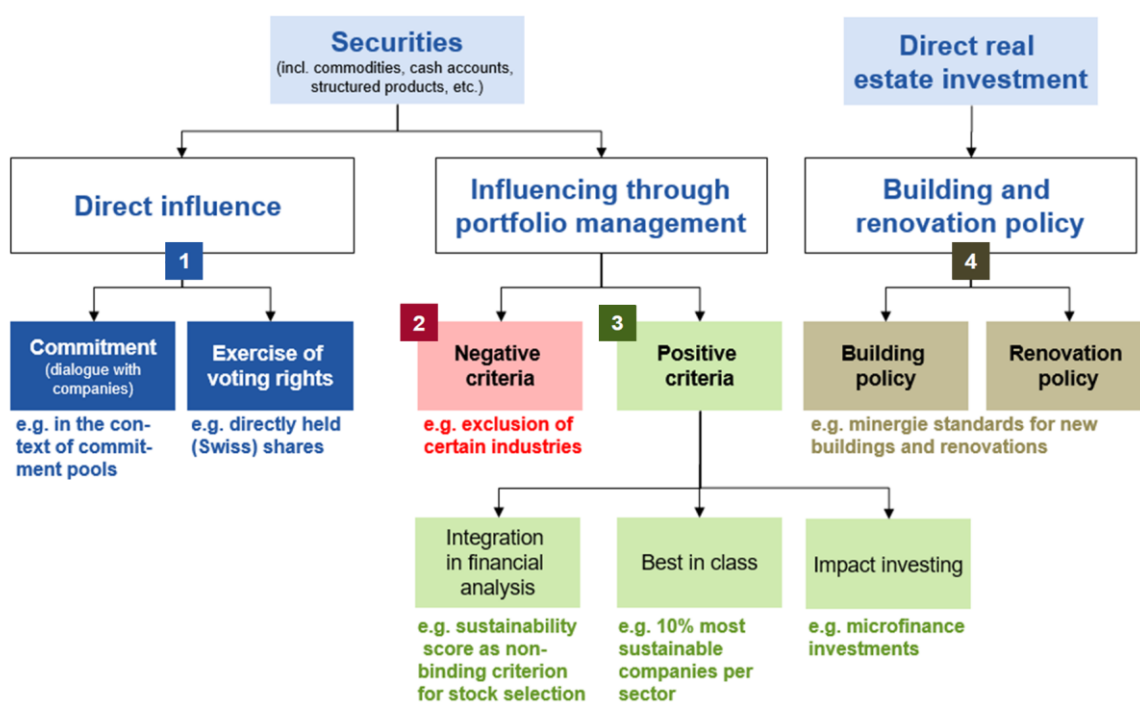 Securities
(incl. commodities, cash accounts,
structured products, etc.)
Direct real
estate investment
Direct influence
Influencing through
portfolio management
Building and
renovation policy
1
4
2
3
Commitment
(dialogue with
companies)
Exercise of
voting rights
Negative
criteria
Positive
criteria
Building
policy
Renovation
policy
e.g. in the con-
text of commit-
ment pools
e.g. directly held
(Swiss) shares
e.g. exclusion of
certain industries
e.g. minergie standards for new
buildings and renovations
Integration
in financial
analysis
Best in class
Impact investing
e.g. sustainability
score as non-
binding criterion
for stock selection
e.g. 10% most
sustainable
companies per
sector
e.g. microfinance
investments